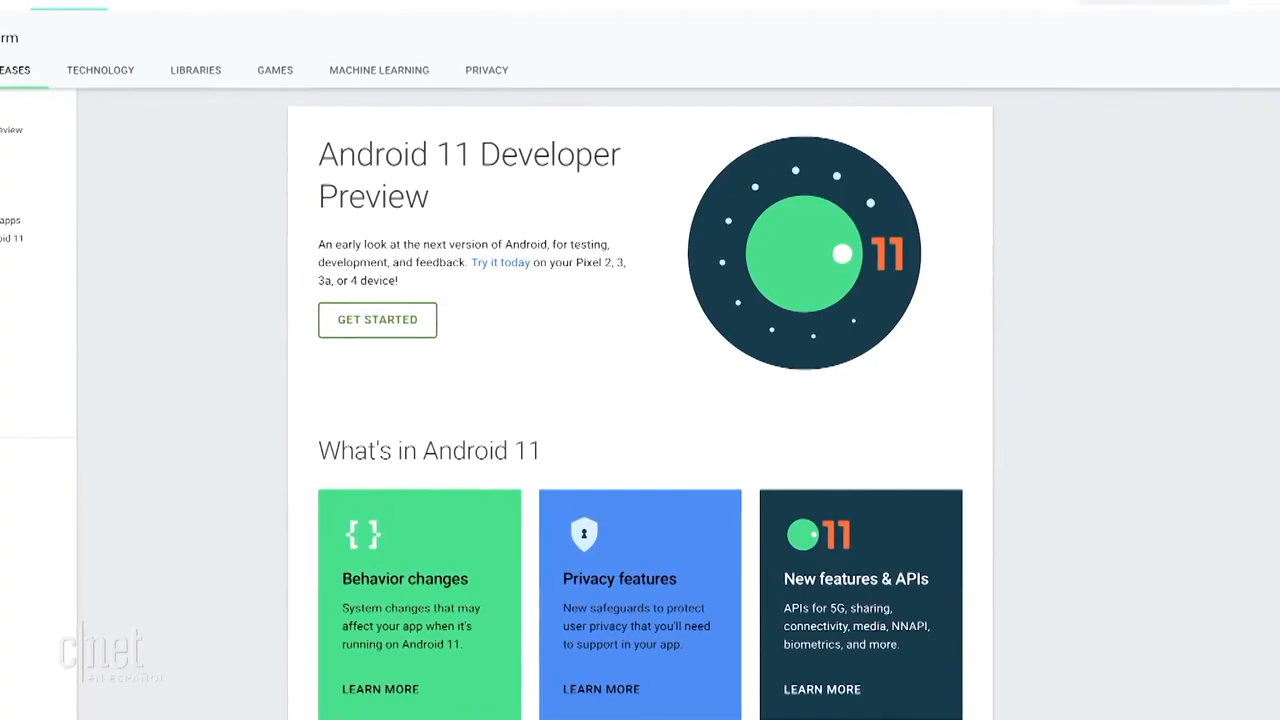 rm
EASES TECHNOLOGY LIBRARIES GAMES MACHINE LEARNING PRIVACY
eview
apps
oid 11
Android 11 Developer
Preview
An early look at the next version of Android, for testing,
development, and feedback. Try it today on your Pixel 2, 3,
3a, or 4 device!
GET STARTED
11
What's in Android 11
{ }
Behavior changes
System changes that may
affect your app when it's
running on Android 11.
LEARN MORE
Privacy features
New safeguards to protect
user privacy that you'll need
to support in your app.
LEARN MORE
11
New features & APIs
APIs for 5G, sharing,
connectivity, media, NNAPI,
biometrics, and more.
LEARN MORE
c|net
EN ESPAÑOL